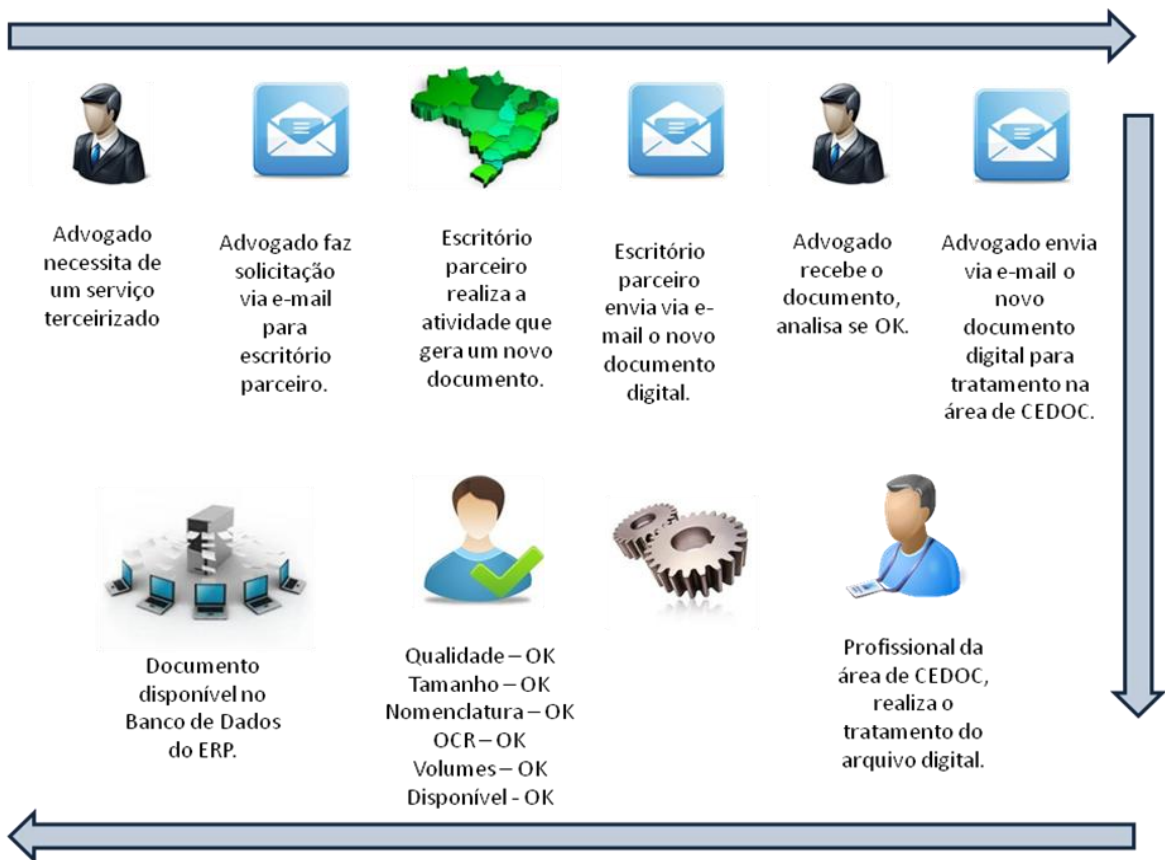 Advogado
necessita de
um serviço
terceirizado
Advogado faz
solicitação
via e-mail
para
escritório
parceiro.
Escritório
parceiro
realiza a
atividade que
gera um novo
documento.
Escritório
parceiro
envia via e-
mail o novo
documento
digital.
Advogado
recebe o
documento,
analisa se OK.
Advogado envia
via e-mail o
novo
documento
digital para
tratamento na
área de CEDOC.
Profissional da
área de CEDOC,
realiza o
tratamento do
arquivo digital.
Qualidade – OK
Tamanho – OK
Nomenclatura – OK
OCR – OK
Volumes – OK
Disponível - OK
Documento
disponível no
Banco de Dados
do ERP.